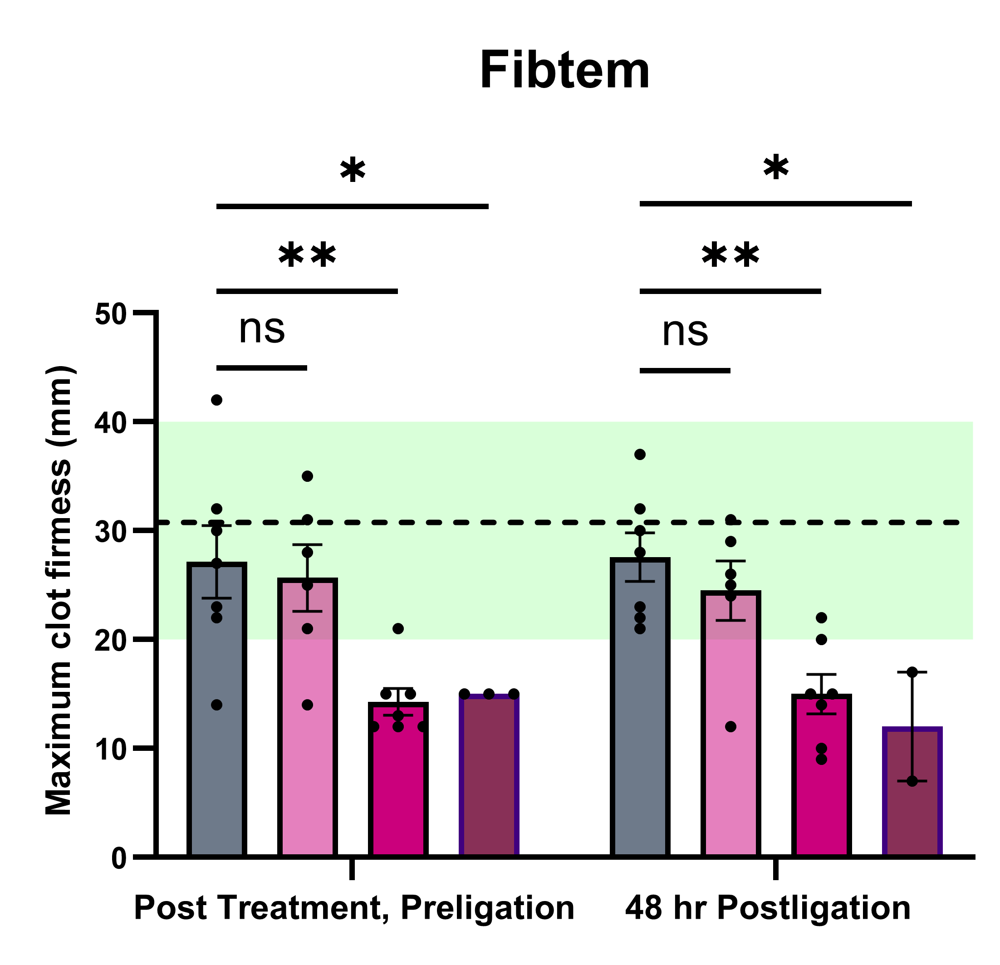 Fibtem
* *
** **
ns ns
Maximum clot firmness (mm)
50
40
30
20
10
0
Post Treatment, Preligation 48 hr Postligation